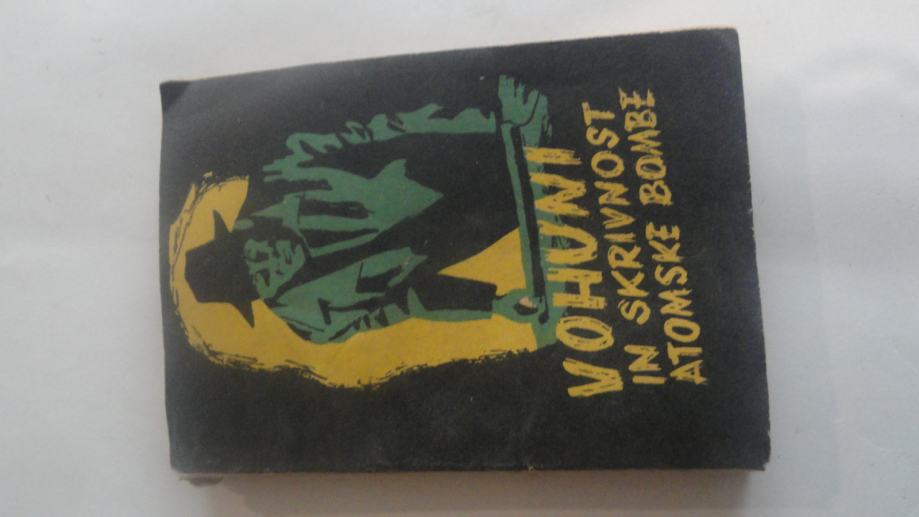 VOHUNI
IN SKRIVNOST
ATOMSKE BOMBE